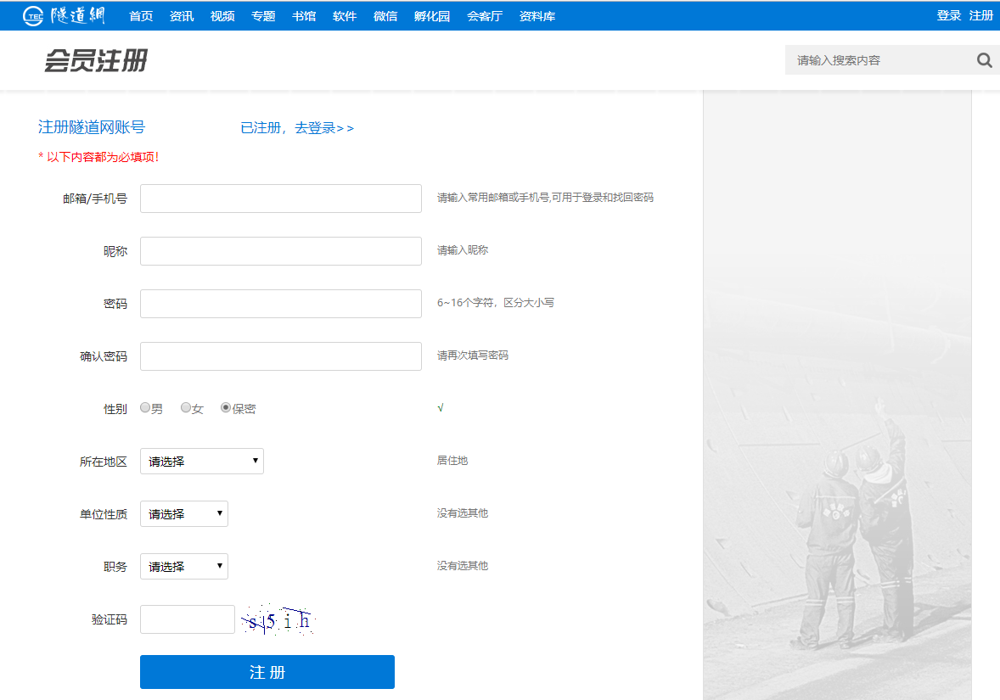 CTEC 隧道網 首页 资讯 视频 专题 书馆 软件 微信 孵化园 会客厅 资料库 登录 注册
会员注册 请输入搜索内容
注册隧道网账号 已注册，去登录>>
* 以下内容都为必填项！
邮箱/手机号 请输入常用邮箱或手机号,可用于登录和找回密码
昵称 请输入昵称
密码 6~16个字符，区分大小写
确认密码 请再次填写密码
性别 男 女 保密 √
所在地区 请选择 居住地
单位性质 请选择 没有选其他
职务 请选择 没有选其他
验证码 s5ih
注 册